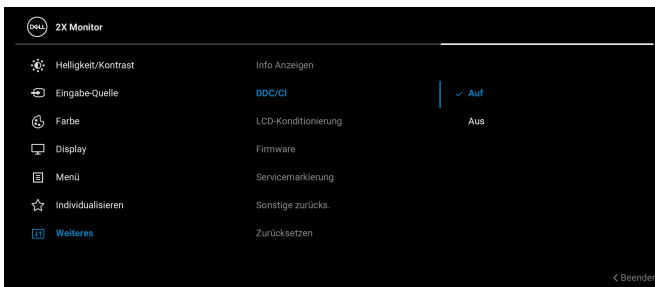 DELL 2X Monitor
Helligkeit/Kontrast Info Anzeigen
Eingabe-Quelle DDC/CI Auf
Farbe LCD-Konditionierung Aus
Display Firmware
Menü Servicemarkierung
Individualisieren Sonstige zurücks.
Weiteres Zurücksetzen
Beenden